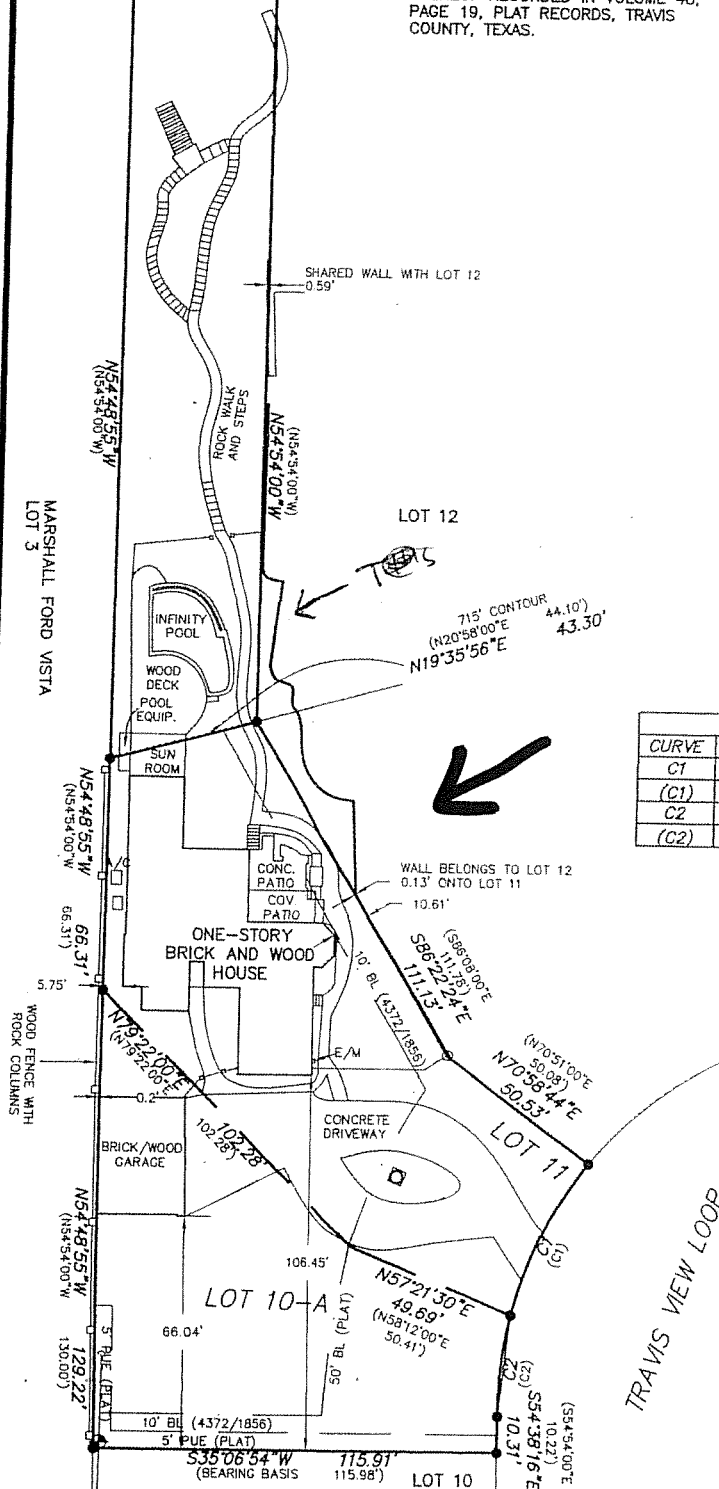 PAGE 19, PLAT RECORDS, TRAVIS
COUNTY, TEXAS.
SHARED WALL WITH LOT 12
0.59'
N54°48'55"W
(N54°54'00"W)
ROCK WALK
AND STEPS
(N54°54'00"W)
N54°54'00"W
LOT 12
MARSHALL FORD VISTA
LOT 3
715' CONTOUR
(N20°58'00"E 44.10')
N19°35'56"E 43.30'
INFINITY
POOL
WOOD
DECK
POOL
EQUIP.
SUN
ROOM
CURVE
C1
(C1)
C2
(C2)
N54°48'55"W 66.31'
(N54°54'00"W 66.31')
A/C
CONC.
PATIO
COV.
PATIO
WALL BELONGS TO LOT 12
0.13' ONTO LOT 11
10.61'
ONE-STORY
BRICK AND WOOD
HOUSE
(S86°08'00"E
111.78')
S86°22'24"E
111.13'
10' BL (4372/1856)
5.75'
WOOD FENCE WITH
ROCK COLUMNS
N79°22'00"E 102.28'
(N79°22'00"E 102.28')
E/M
(N70°51'00"E
50.08')
N70°58'44"E
50.53'
0.2'
BRICK/WOOD
GARAGE
CONCRETE
DRIVEWAY
LOT 11
C1
(C1)
TRAVIS VIEW LOOP
N54°48'55"W 129.22'
(N54°54'00"W 130.00')
LOT 10-A
106.45'
66.04'
50' BL (PLAT)
N57°21'30"E
49.69'
(N58°12'00"E
50.41')
C2
(C2)
5' PUE (PLAT)
10' BL (4372/1856)
5' PUE (PLAT)
S35°06'54"W 115.91'
(BEARING BASIS 115.98')
LOT 10
(S54°54'00"E
10.22')
S54°38'16"E
10.31'